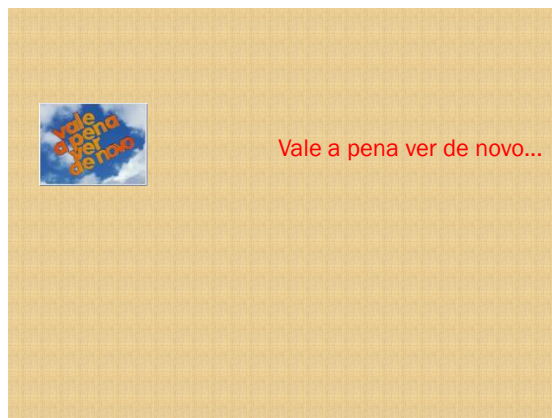 vale
a pena
ver
de novo
Vale a pena ver de novo...